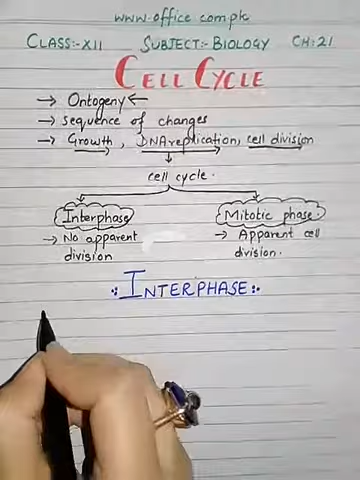 www.office.com.pk
CLASS:-XII SUBJECT:- BIOLOGY CH:21
CELL CYCLE
→ Ontogeny ←
→ sequence of changes
→ Growth, DNA replication, cell division
cell cycle.
Interphase Mitotic phase.
→ No apparent division → Apparent cell division.
:INTERPHASE:.